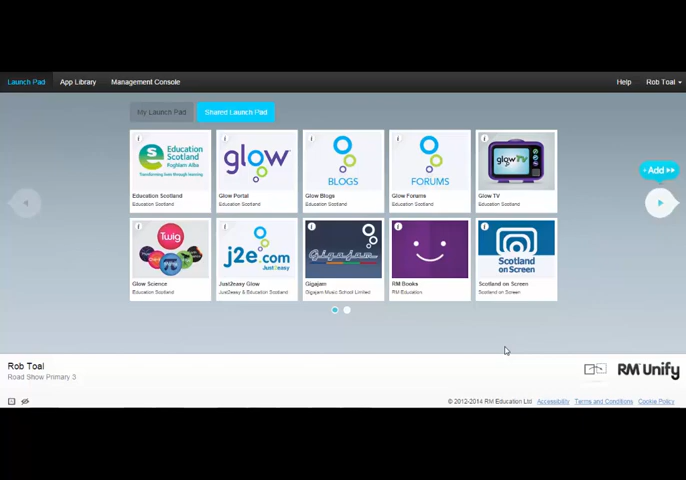 Launch Pad App Library Management Console Help Rob Toal
My Launch Pad Shared Launch Pad
+Add
Education Scotland
Foghlam Alba
Transforming lives through learning
glow
BLOGS
FORUMS
glow TV
Education Scotland
Education Scotland
Glow Portal
Education Scotland
Glow Blogs
Education Scotland
Glow Forums
Education Scotland
Glow TV
Education Scotland
Twig
j2e.com
Just2easy
Scotland on Screen
Glow Science
Education Scotland
Just2easy Glow
Just2easy & Education Scotland
Gigajam
Gigajam Music School Limited
RM Books
RM Education
Scotland on Screen
Scotland on Screen
Rob Toal
Road Show Primary 3
RM Unify
© 2012-2014 RM Education Ltd Accessibility Terms and Conditions Cookie Policy